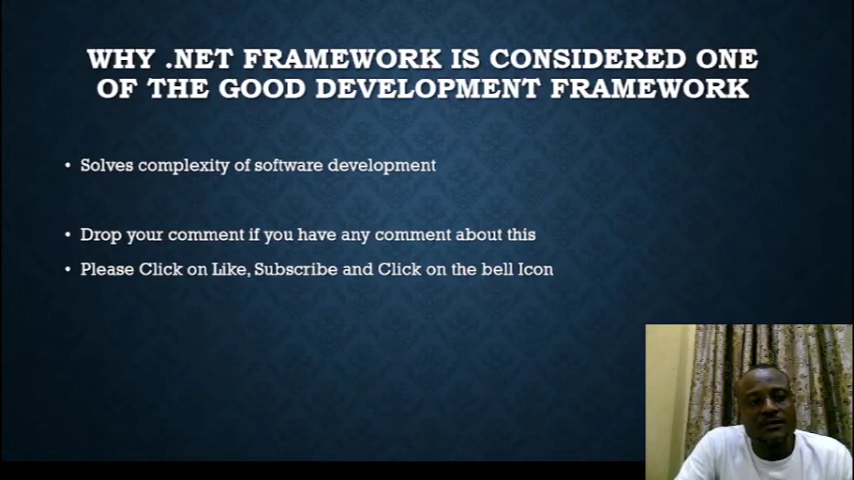 WHY .NET FRAMEWORK IS CONSIDERED ONE
OF THE GOOD DEVELOPMENT FRAMEWORK
• Solves complexity of software development
• Drop your comment if you have any comment about this
• Please Click on Like, Subscribe and Click on the bell Icon